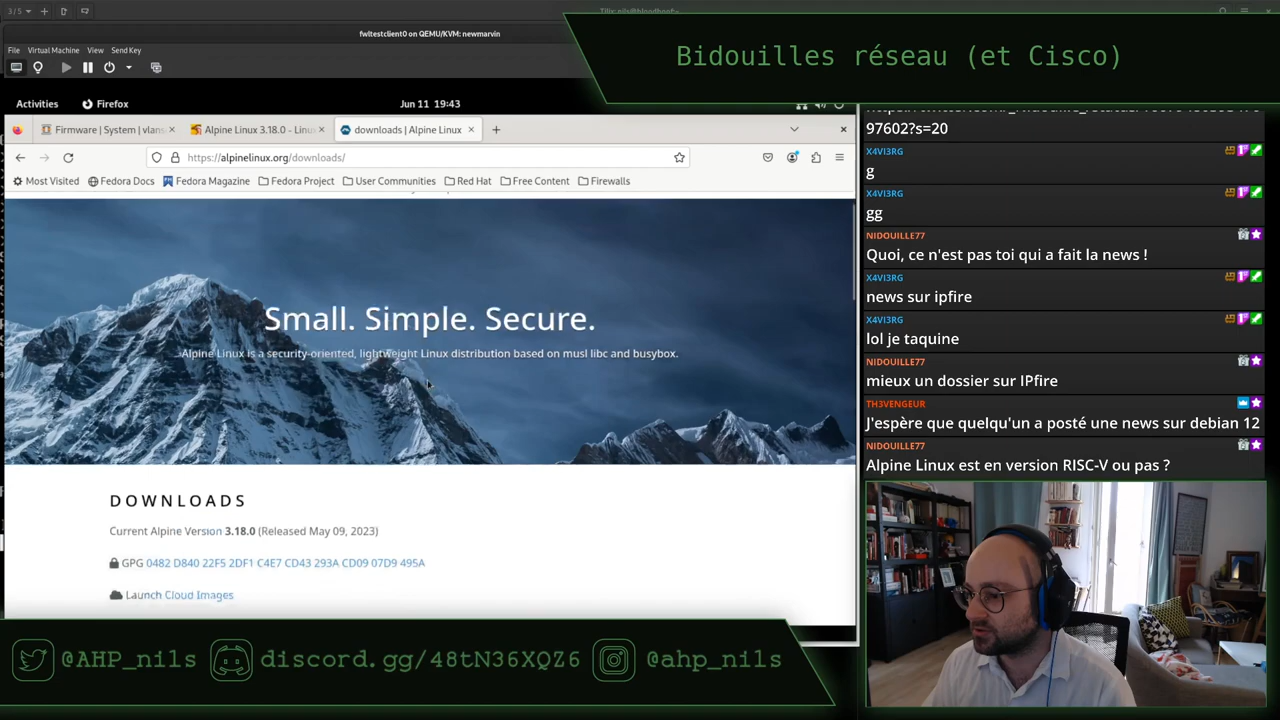 3 / 5
fwltestclient0 on QEMU/KVM: newmarvin
File Virtual Machine View Send Key
Bidouilles réseau (et Cisco)
Activities Firefox Jun 11 19:43
Firmware | System | vlans
Alpine Linux 3.18.0 - Linux
downloads | Alpine Linux
https://alpinelinux.org/downloads/
Most Visited Fedora Docs Fedora Magazine Fedora Project User Communities Red Hat Free Content Firewalls
Small. Simple. Secure.
Alpine Linux is a security-oriented, lightweight Linux distribution based on musl libc and busybox.
DOWNLOADS
Current Alpine Version 3.18.0 (Released May 09, 2023)
GPG 0482 D840 22F5 2DF1 C4E7 CD43 293A CD09 07D9 495A
Launch Cloud Images
97602?s=20
X4VI3RG
g
X4VI3RG
gg
NIDOUILLE77
Quoi, ce n'est pas toi qui a fait la news !
X4VI3RG
news sur ipfire
X4VI3RG
lol je taquine
NIDOUILLE77
mieux un dossier sur IPfire
TH3VENGEUR
J'espère que quelqu'un a posté une news sur debian 12
NIDOUILLE77
Alpine Linux est en version RISC-V ou pas ?
@AHP_nils
discord.gg/48tN36XQZ6
@ahp_nils